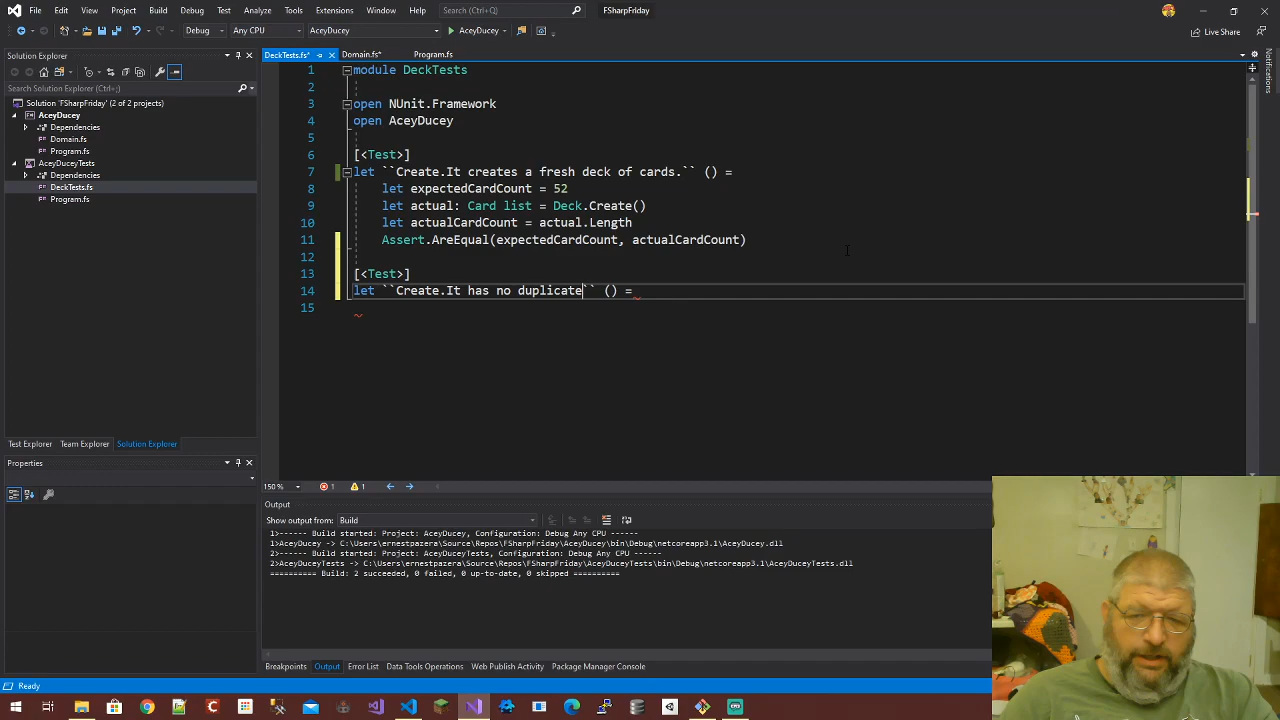 File Edit View Git Project Build Debug Test Analyze Tools Extensions Window Help Search (Ctrl+Q) FSharpFriday
Debug Any CPU AceyDucey AceyDucey Live Share
Solution Explorer
Search Solution Explorer (Ctrl+;)
Solution 'FSharpFriday' (2 of 2 projects)
AceyDucey
Dependencies
Domain.fs
Program.fs
AceyDuceyTests
Dependencies
DeckTests.fs
Program.fs
Test Explorer Team Explorer Solution Explorer
Properties
DeckTests.fs* Domain.fs* Program.fs
1 module DeckTests
2
3 open NUnit.Framework
4 open AceyDucey
5
6 [<Test>]
7 let ``Create.It creates a fresh deck of cards.`` () =
8 let expectedCardCount = 52
9 let actual: Card list = Deck.Create()
10 let actualCardCount = actual.Length
11 Assert.AreEqual(expectedCardCount, actualCardCount)
12
13 [<Test>]
14 let ``Create.It has no duplicate`` () =
15
150 % 1 1
Output
Show output from: Build
1>------ Build started: Project: AceyDucey, Configuration: Debug Any CPU ------
1>AceyDucey -> C:\Users\ernestpazera\Source\Repos\FSharpFriday\AceyDucey\bin\Debug\netcoreapp3.1\AceyDucey.dll
2>------ Build started: Project: AceyDuceyTests, Configuration: Debug Any CPU ------
2>AceyDuceyTests -> C:\Users\ernestpazera\Source\Repos\FSharpFriday\AceyDuceyTests\bin\Debug\netcoreapp3.1\AceyDuceyTests.dll
========== Build: 2 succeeded, 0 failed, 0 up-to-date, 0 skipped ==========
Breakpoints Output Error List Data Tools Operations Web Publish Activity Package Manager Console
Ready
Notifications